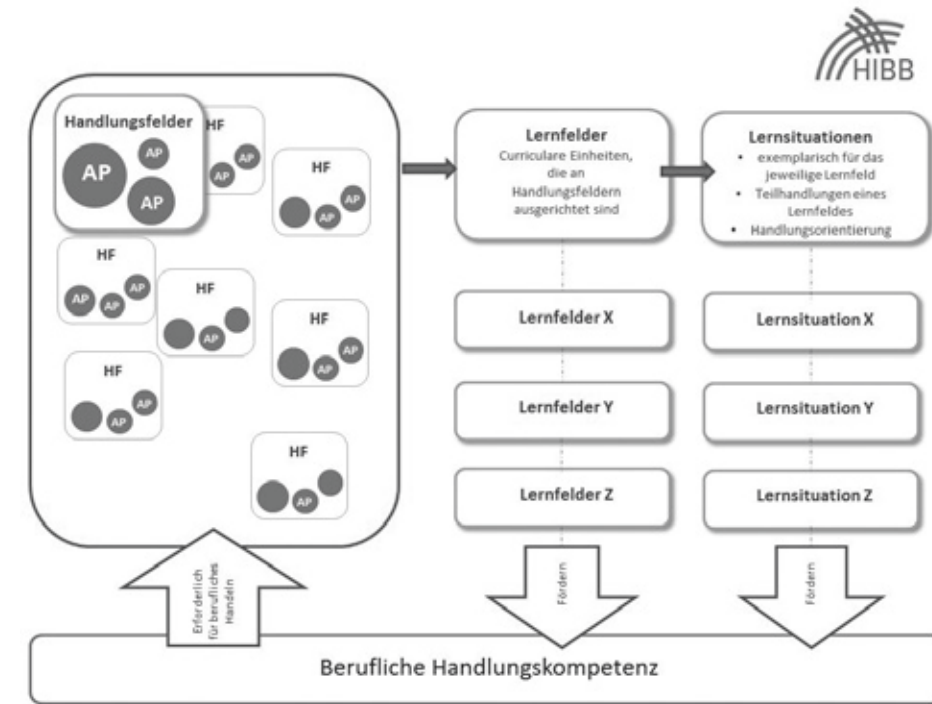 HIBB
Handlungsfelder
AP
AP
AP
HF
AP
AP
HF
AP
AP
HF
AP
AP
AP
HF
AP
HF
AP
AP
HF
AP
AP
HF
AP
Lernfelder
Curriculare Einheiten,
die an
Handlungsfeldern
ausgerichtet sind
Lernfelder X
Lernfelder Y
Lernfelder Z
Lernsituationen
• exemplarisch für das
jeweilige Lernfeld
• Teilhandlungen eines
Lernfeldes
• Handlungsorientierung
Lernsituation X
Lernsituation Y
Lernsituation Z
Erforderlich
für berufliches
Handeln
Fördern
Fördern
Berufliche Handlungskompetenz